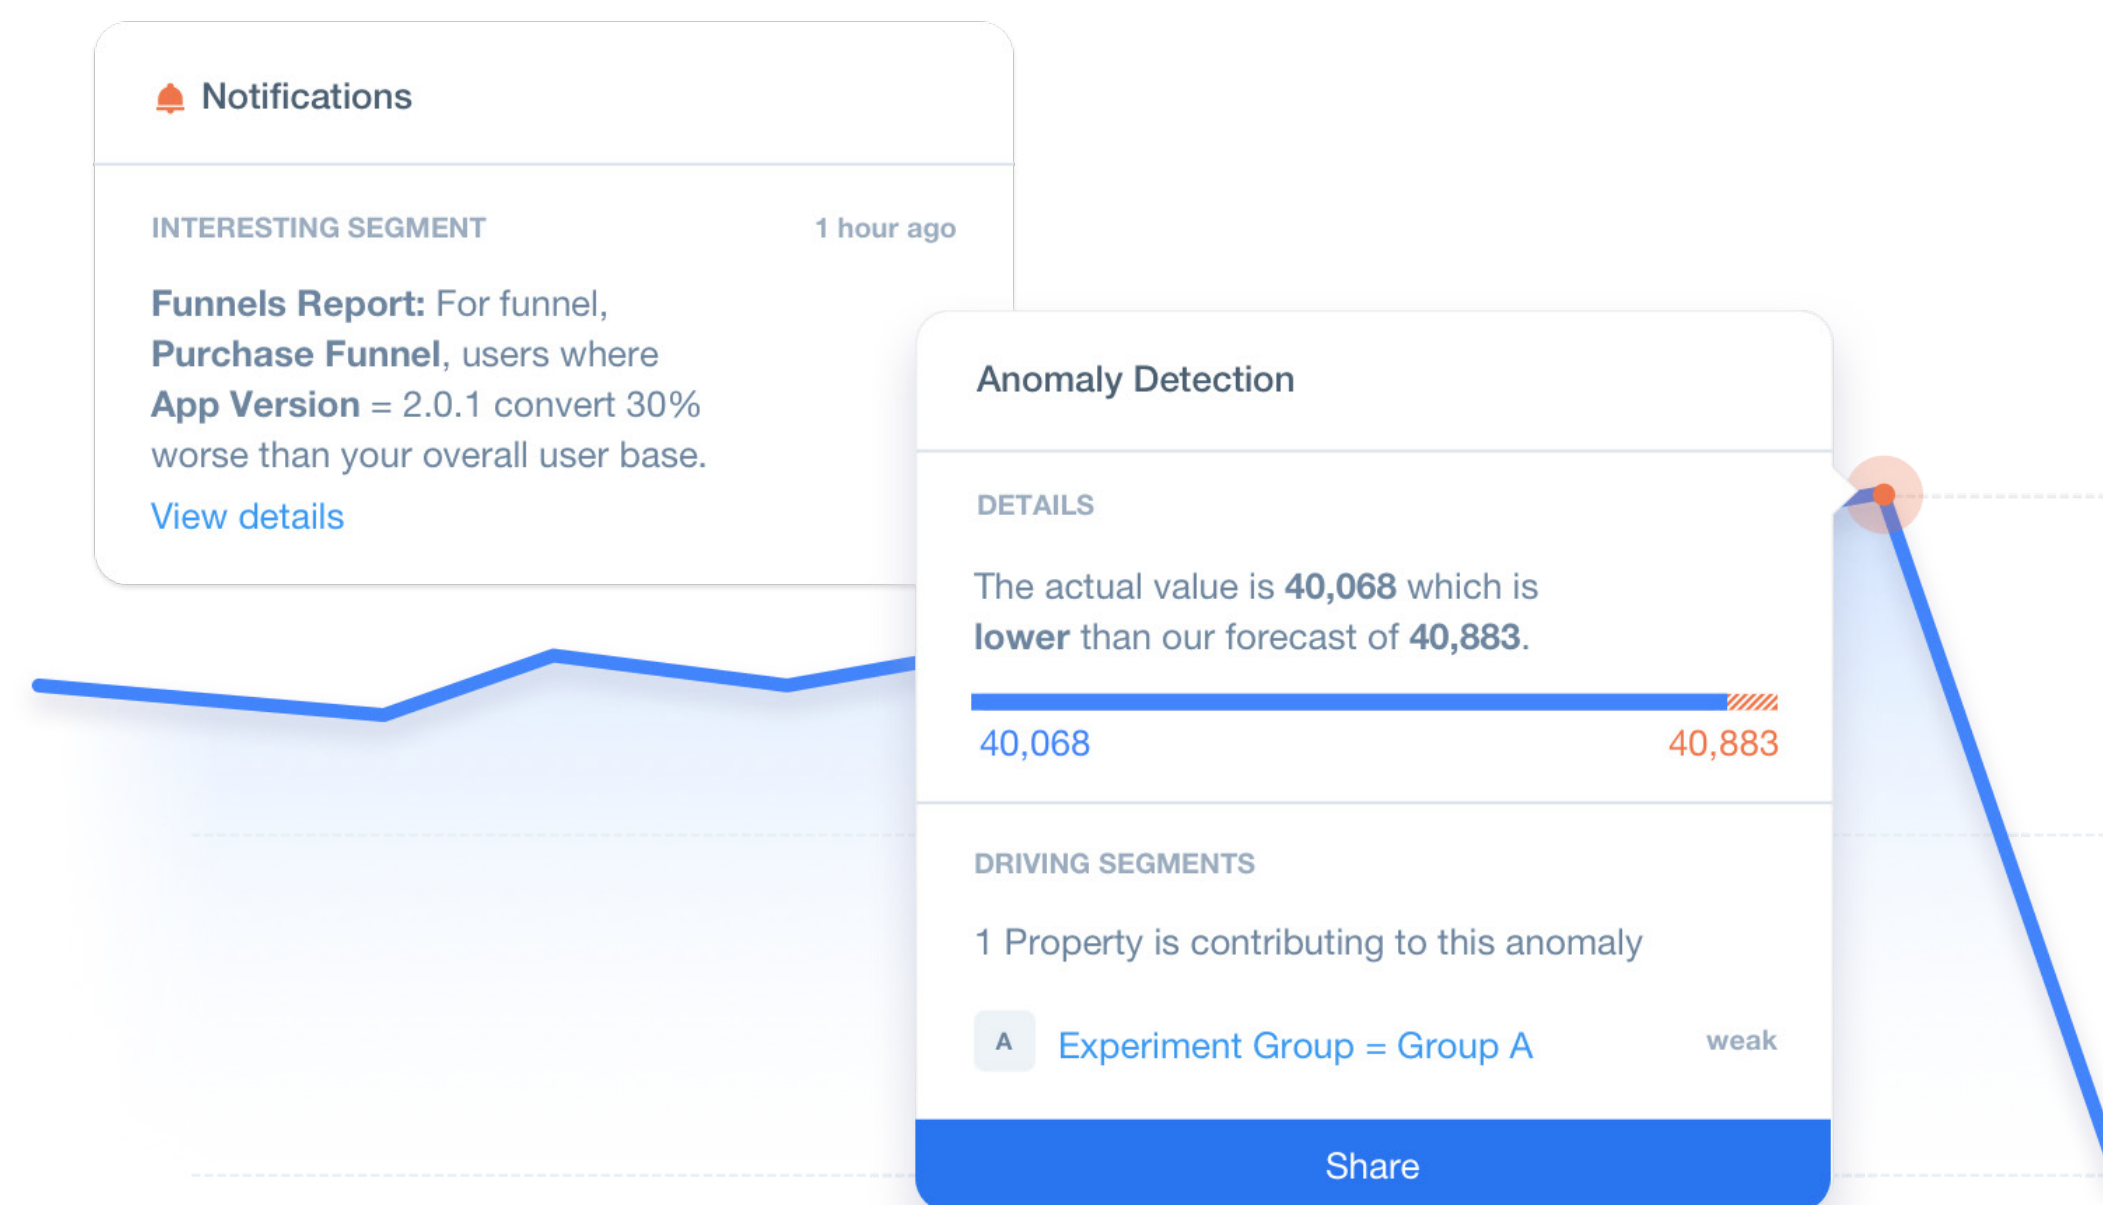 Notifications
INTERESTING SEGMENT 1 hour ago
Funnels Report: For funnel,
Purchase Funnel, users where
App Version = 2.0.1 convert 30%
worse than your overall user base.
View details
Anomaly Detection
DETAILS
The actual value is 40,068 which is
lower than our forecast of 40,883.
40,068 40,883
DRIVING SEGMENTS
1 Property is contributing to this anomaly
A Experiment Group = Group A weak
Share